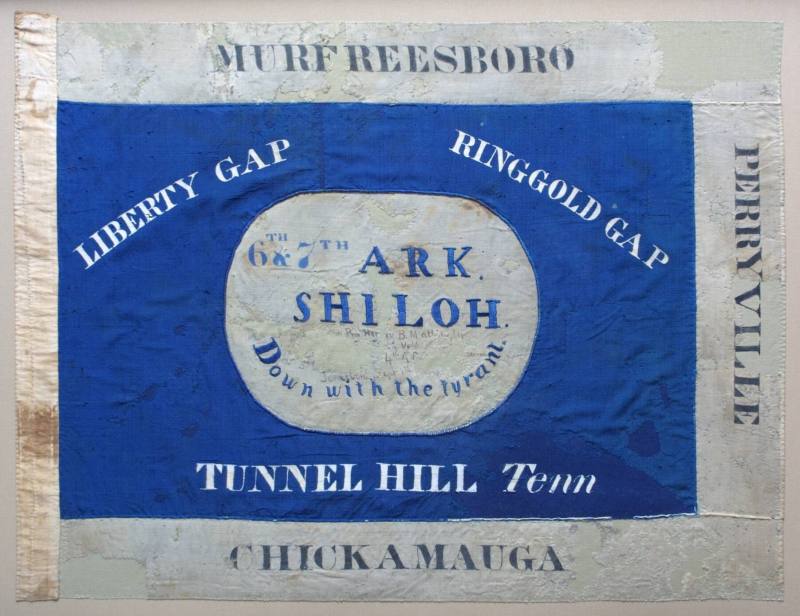 MURFREESBORO
LIBERTY GAP
RINGGOLD GAP
PERRYVILLE
6TH & 7TH ARK.
SHILOH.
Down with the tyrant.
TUNNEL HILL Tenn
CHICKAMAUGA